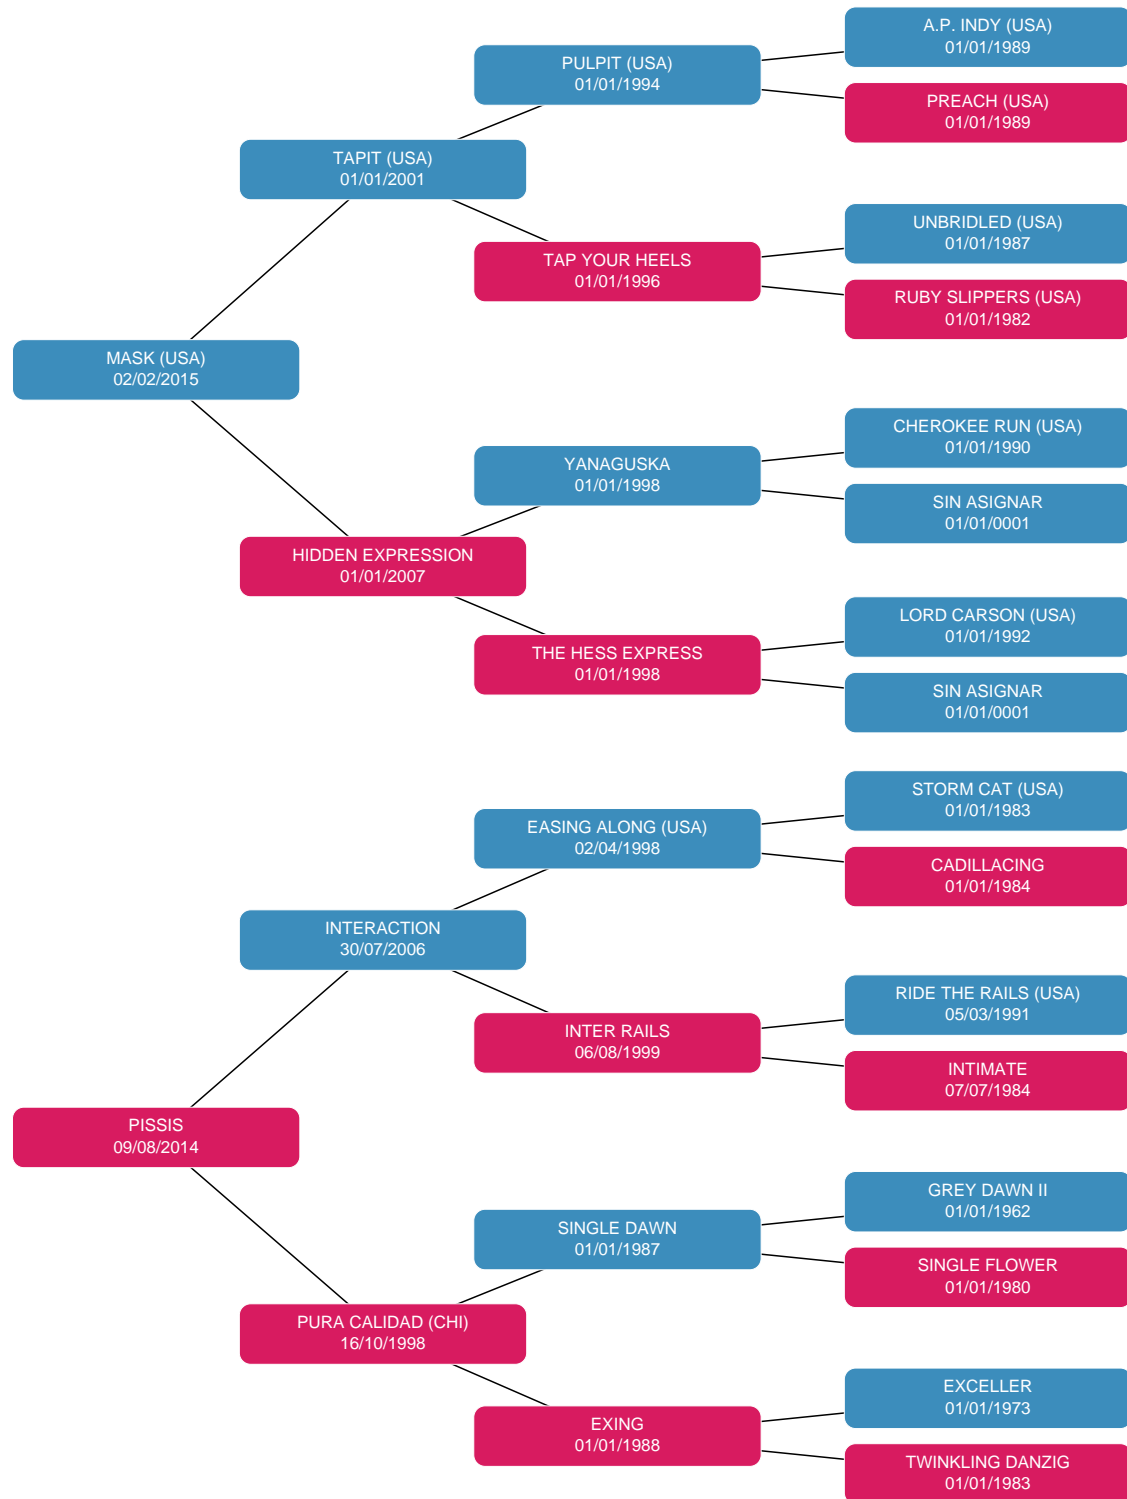 A.P. INDY (USA)
01/01/1989
PULPIT (USA)
01/01/1994
PREACH (USA)
01/01/1989
TAPIT (USA)
01/01/2001
UNBRIDLED (USA)
01/01/1987
TAP YOUR HEELS
01/01/1996
RUBY SLIPPERS (USA)
01/01/1982
MASK (USA)
02/02/2015
CHEROKEE RUN (USA)
01/01/1990
YANAGUSKA
01/01/1998
SIN ASIGNAR
01/01/0001
HIDDEN EXPRESSION
01/01/2007
LORD CARSON (USA)
01/01/1992
THE HESS EXPRESS
01/01/1998
SIN ASIGNAR
01/01/0001
STORM CAT (USA)
01/01/1983
EASING ALONG (USA)
02/04/1998
CADILLACING
01/01/1984
INTERACTION
30/07/2006
RIDE THE RAILS (USA)
05/03/1991
INTER RAILS
06/08/1999
INTIMATE
07/07/1984
PISSIS
09/08/2014
GREY DAWN II
01/01/1962
SINGLE DAWN
01/01/1987
SINGLE FLOWER
01/01/1980
PURA CALIDAD (CHI)
16/10/1998
EXCELLER
01/01/1973
EXING
01/01/1988
TWINKLING DANZIG
01/01/1983